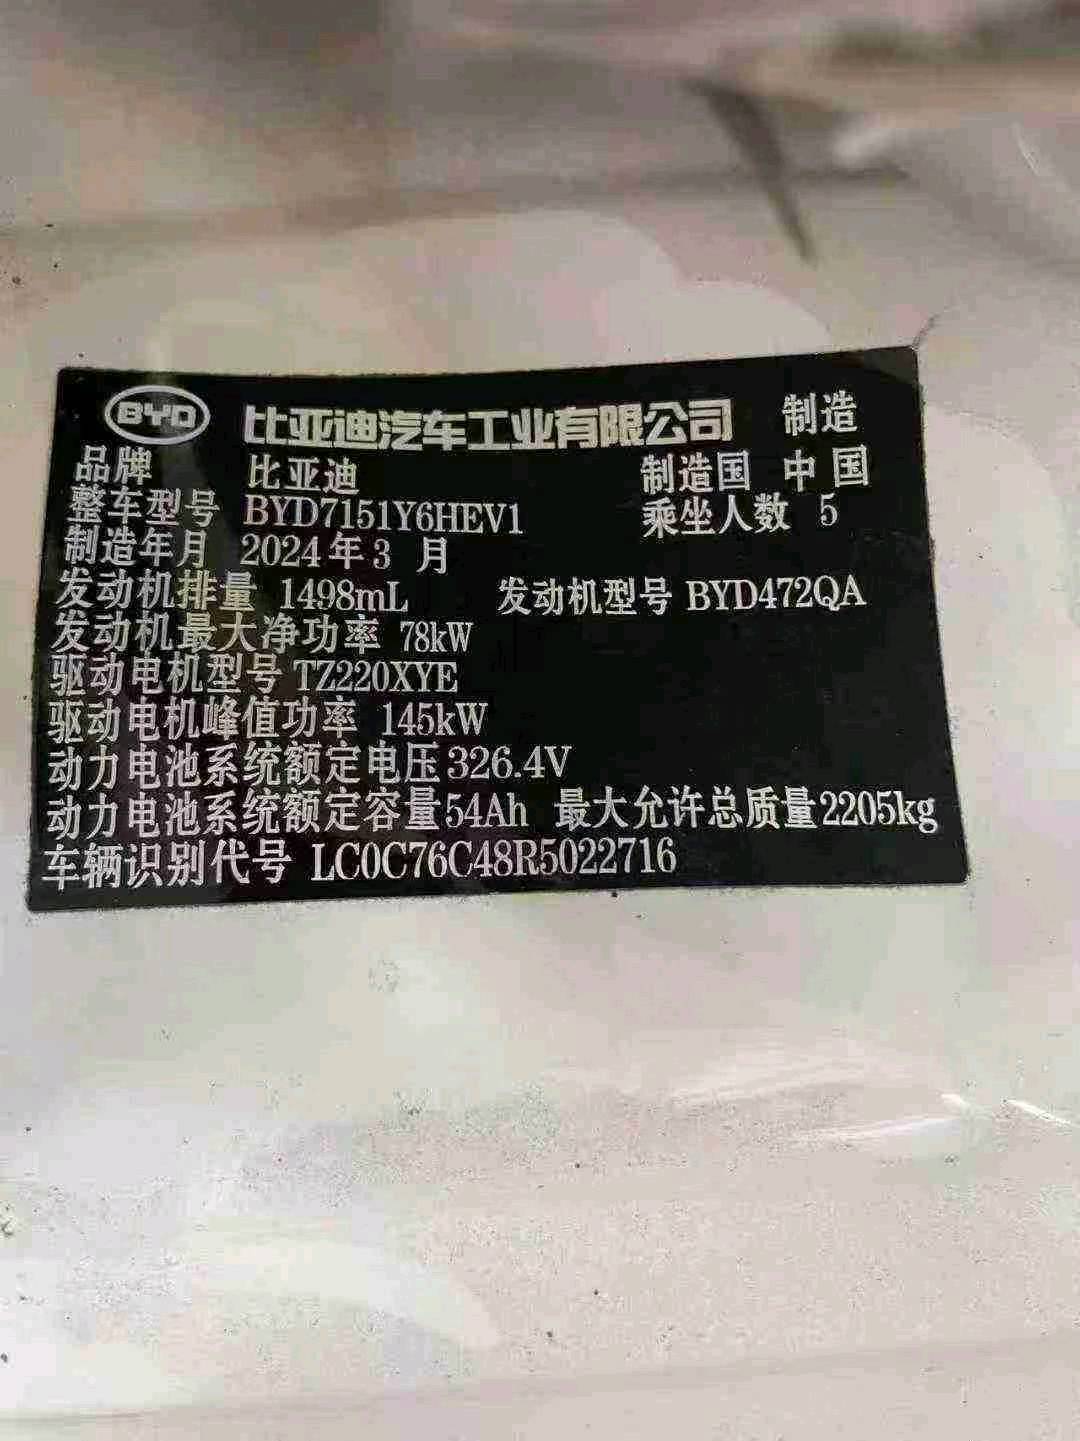 BYD 比亚迪汽车工业有限公司 制造
品牌 比亚迪 制造国 中国
整车型号 BYD7151Y6HEV1 乘坐人数 5
制造年月 2024年3 月
发动机排量 1498mL 发动机型号 BYD472QA
发动机最大净功率 78kW
驱动电机型号 TZ220XYE
驱动电机峰值功率 145kW
动力电池系统额定电压 326.4V
动力电池系统额定容量 54Ah 最大允许总质量 2205kg
车辆识别代号 LC0C76C48R5022716